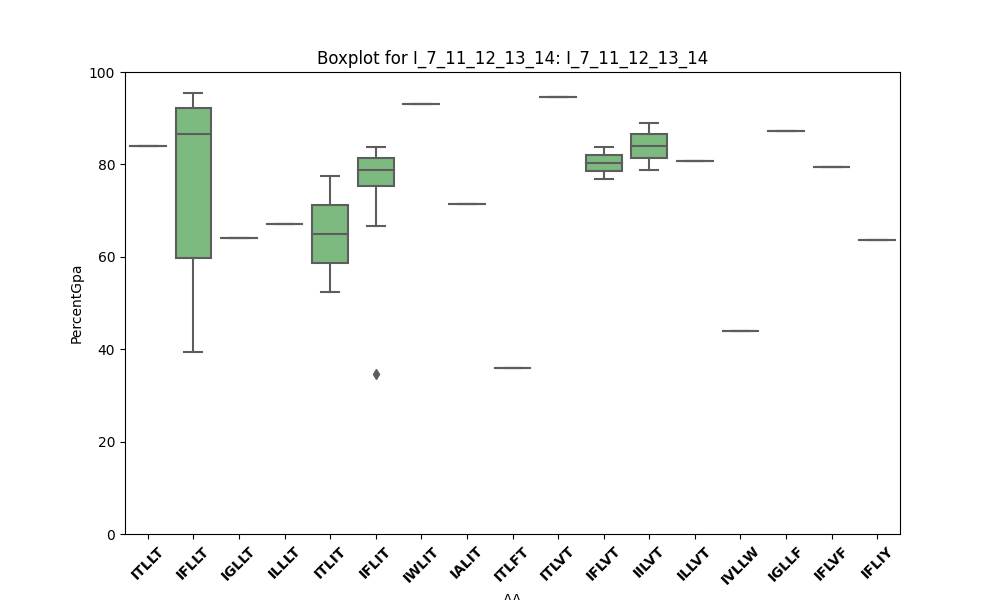 Boxplot for I_7_11_12_13_14: I_7_11_12_13_14
100
80
60
40
20
0
PercentGpa
ITLLT IFLLT IGLLT ILLLT ITLIT IFLIT IWLIT IALIT ITLFT ITLVT IFLVT IILVT ILLVT IVLLW IGLLF IFLVF IFLIY
AA